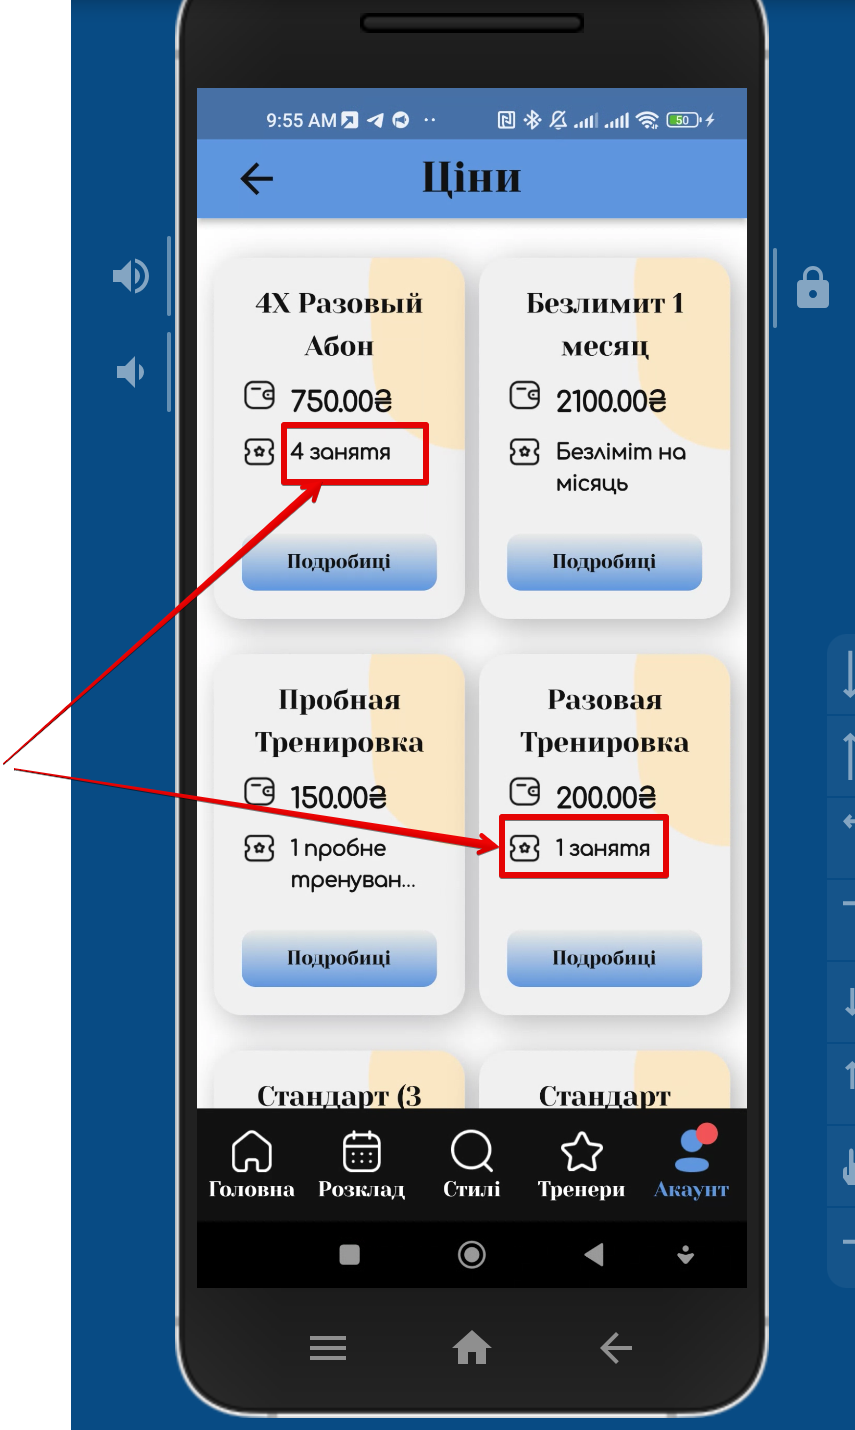 9:55 AM
50
Ціни
4Х Разовый
Абон
750.00₴
4 заняття
Подробиці
Безлимит 1
месяц
2100.00₴
Безліміт на
місяць
Подробиці
Пробная
Тренировка
150.00₴
1 пробне
тренуван...
Подробиці
Разовая
Тренировка
200.00₴
1 заняття
Подробиці
Стандарт (3
Стандарт
Головна Розклад Стилі Тренери Акаунт